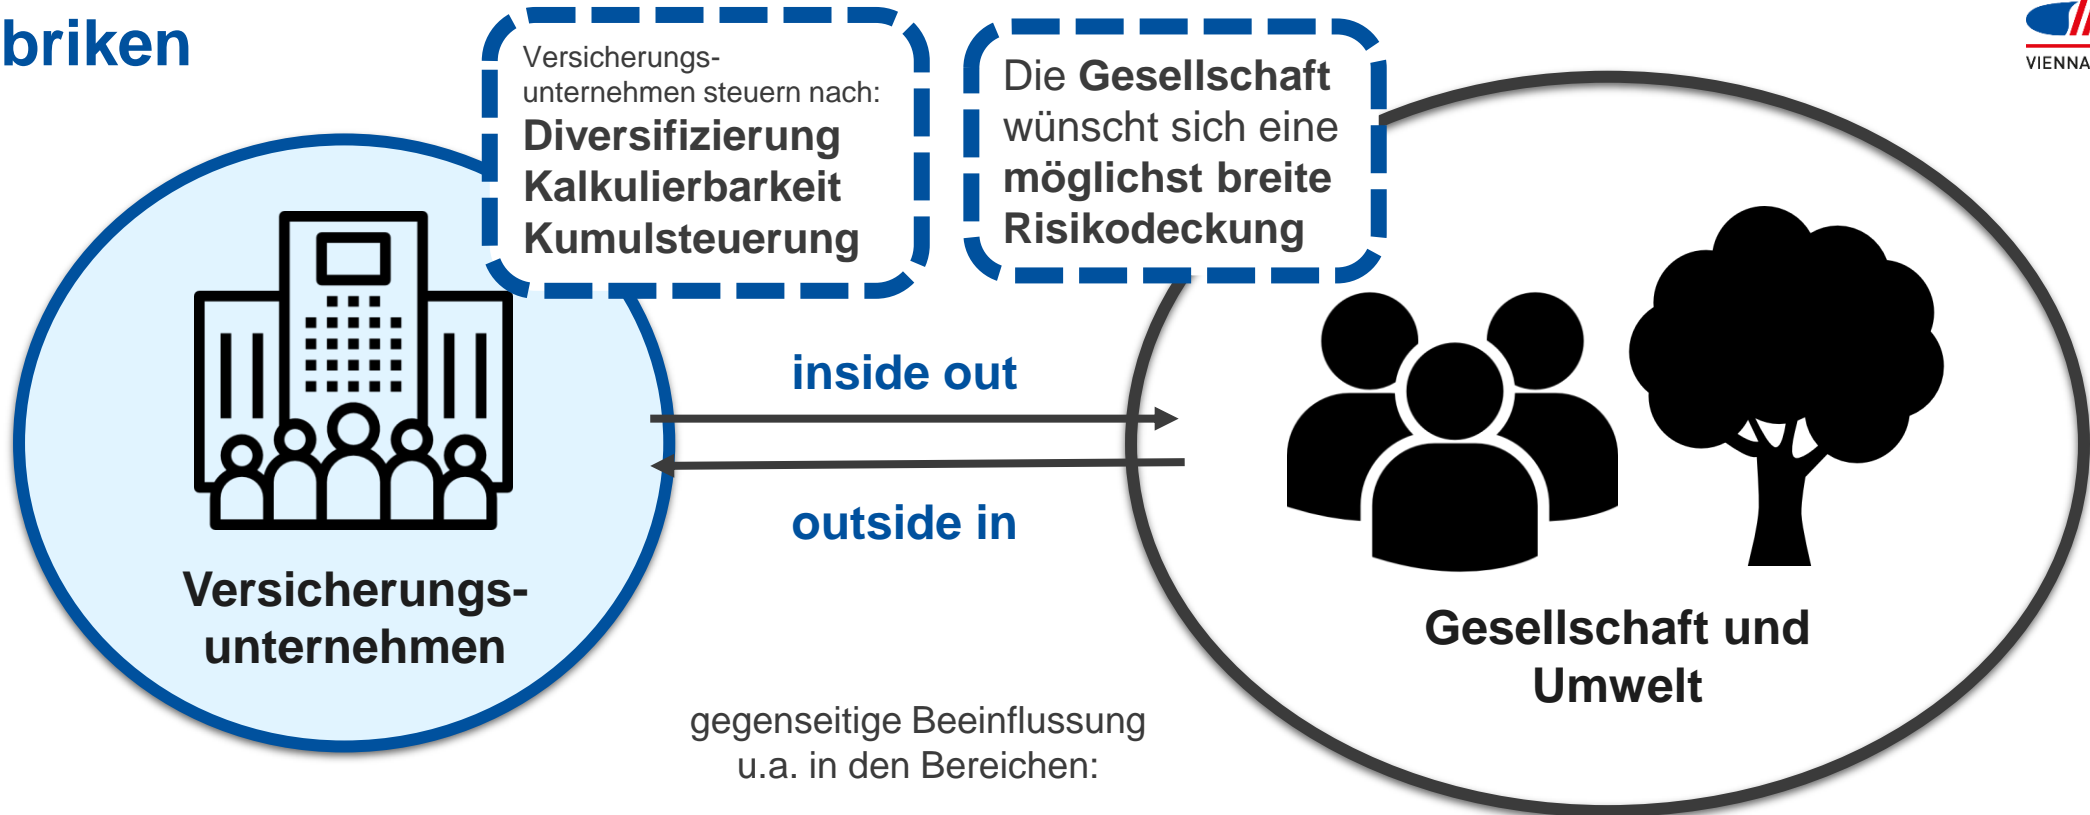 briken
Versicherungs-
unternehmen steuern nach:
Diversifizierung
Kalkulierbarkeit
Kumulsteuerung
Die Gesellschaft
wünscht sich eine
möglichst breite
Risikodeckung
VIENNA
inside out
outside in
Versicherungs-
unternehmen
Gesellschaft und
Umwelt
gegenseitige Beeinflussung
u.a. in den Bereichen: